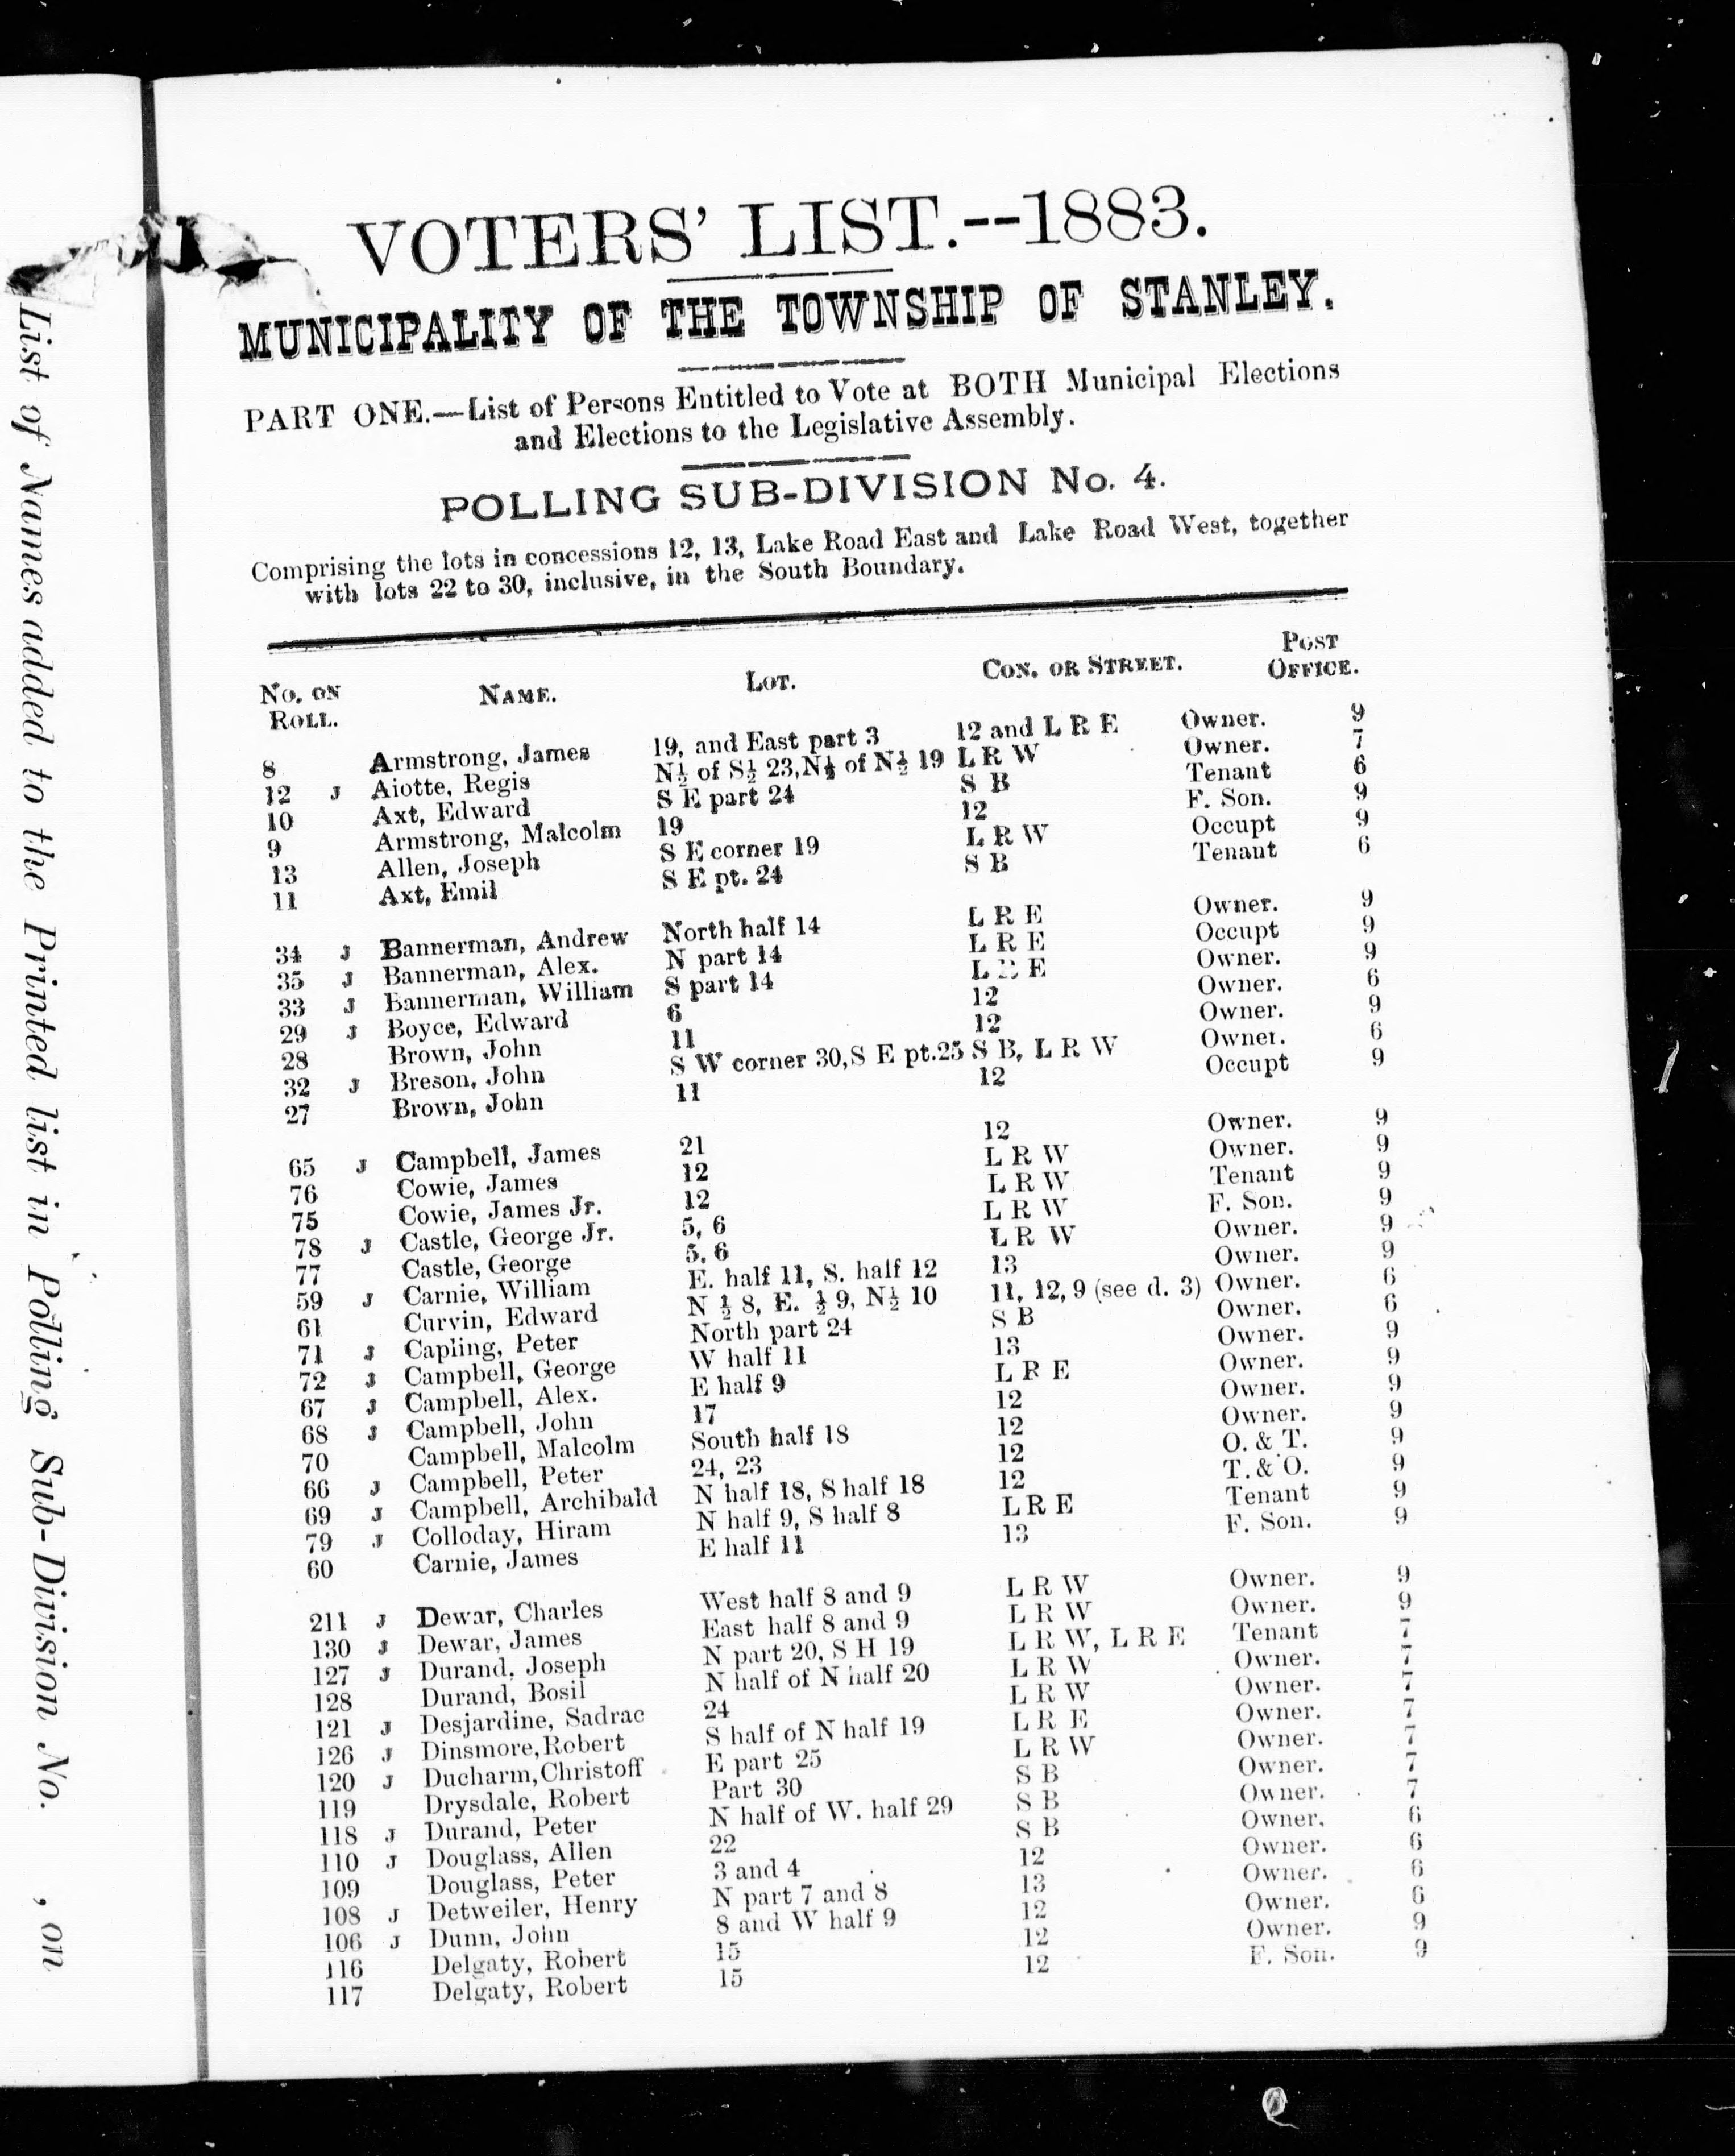 List of Names added to the Printed list in Polling Sub-Division No. , on
VOTERS' LIST.--1883.
MUNICIPALITY OF THE TOWNSHIP OF STANLEY.
PART ONE.—List of Persons Entitled to Vote at BOTH Municipal Elections
and Elections to the Legislative Assembly.
POLLING SUB-DIVISION No. 4.
Comprising the lots in concessions 12, 13, Lake Road East and Lake Road West, together
with lots 22 to 30, inclusive, in the South Boundary.
No. on Roll. Name. Lot. Con. or Street. Post Office.
8 Armstrong, James 19, and East part 3 12 and L R E Owner. 9
12 J Aiotte, Regis N½ of S½ 23, N½ of N½ 19 L R W Owner. 7
10 Axt, Edward S E part 24 S B Tenant 6
9 Armstrong, Malcolm 19 12 F. Son. 9
13 Allen, Joseph S E corner 19 L R W Occupt 9
11 Axt, Emil S E pt. 24 S B Tenant 6
34 J Bannerman, Andrew North half 14 L R E Owner. 9
35 J Bannerman, Alex. N part 14 L R E Occupt 9
33 J Bannerman, William S part 14 L R E Owner. 9
29 J Boyce, Edward 6 12 Owner. 6
28 Brown, John 11 12 Owner. 9
32 J Breson, John S W corner 30, S E pt.25 S B, L R W Owner. 6
27 Brown, John 11 12 Occupt 9
65 J Campbell, James 21 12 Owner. 9
76 Cowie, James 12 L R W Owner. 9
75 Cowie, James Jr. 12 L R W Tenant 9
78 J Castle, George Jr. 5, 6 L R W F. Son. 9
77 Castle, George 5, 6 L R W Owner. 9
59 J Carnie, William E. half 11, S. half 12 13 Owner. 9
61 Curvin, Edward N ½ 8, E. ½ 9, N½ 10 11, 12, 9 (see d. 3) Owner. 6
71 J Capling, Peter North part 24 S B Owner. 6
72 J Campbell, George W half 11 13 Owner. 9
67 J Campbell, Alex. E half 9 L R E Owner. 9
68 J Campbell, John 17 12 Owner. 9
70 Campbell, Malcolm South half 18 12 Owner. 9
66 J Campbell, Peter 24, 23 12 O. & T. 9
69 J Campbell, Archibald N half 18, S half 18 12 T. & O. 9
79 J Colloday, Hiram N half 9, S half 8 L R E Tenant 9
60 Carnie, James E half 11 13 F. Son. 9
211 J Dewar, Charles West half 8 and 9 L R W Owner. 9
130 J Dewar, James East half 8 and 9 L R W Owner. 9
127 J Durand, Joseph N part 20, S H 19 L R W, L R E Tenant 7
128 Durand, Bosil N half of N half 20 L R W Owner. 7
121 J Desjardine, Sadrac 24 L R W Owner. 7
126 J Dinsmore, Robert S half of N half 19 L R E Owner. 7
120 J Ducharm, Christoff E part 25 L R W Owner. 7
119 Drysdale, Robert Part 30 S B Owner. 7
118 J Durand, Peter N half of W. half 29 S B Owner. 7
110 J Douglass, Allen 22 S B Owner. 6
109 Douglass, Peter 3 and 4 12 Owner. 6
108 J Detweiler, Henry N part 7 and 8 13 Owner. 6
106 J Dunn, John 8 and W half 9 12 Owner. 6
116 Delgaty, Robert 15 12 Owner. 9
117 Delgaty, Robert 15 12 F. Son. 9